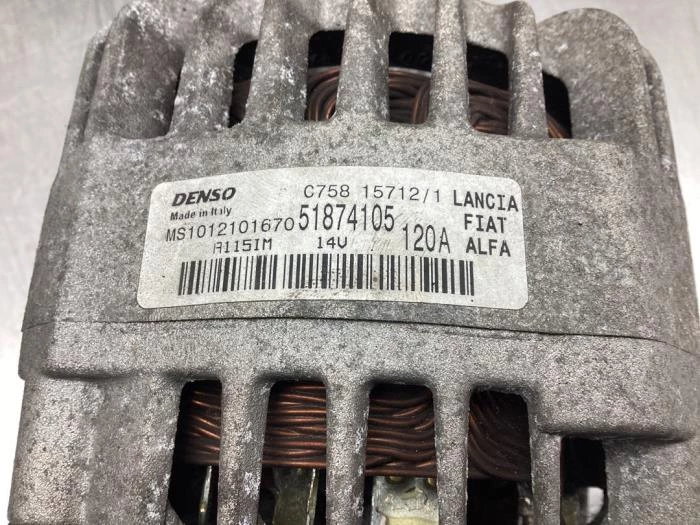 DENSO
C758 15712/1
LANCIA
Made in Italy
MS1012101670
51874105
FIAT
A115IM
14V
120A
ALFA